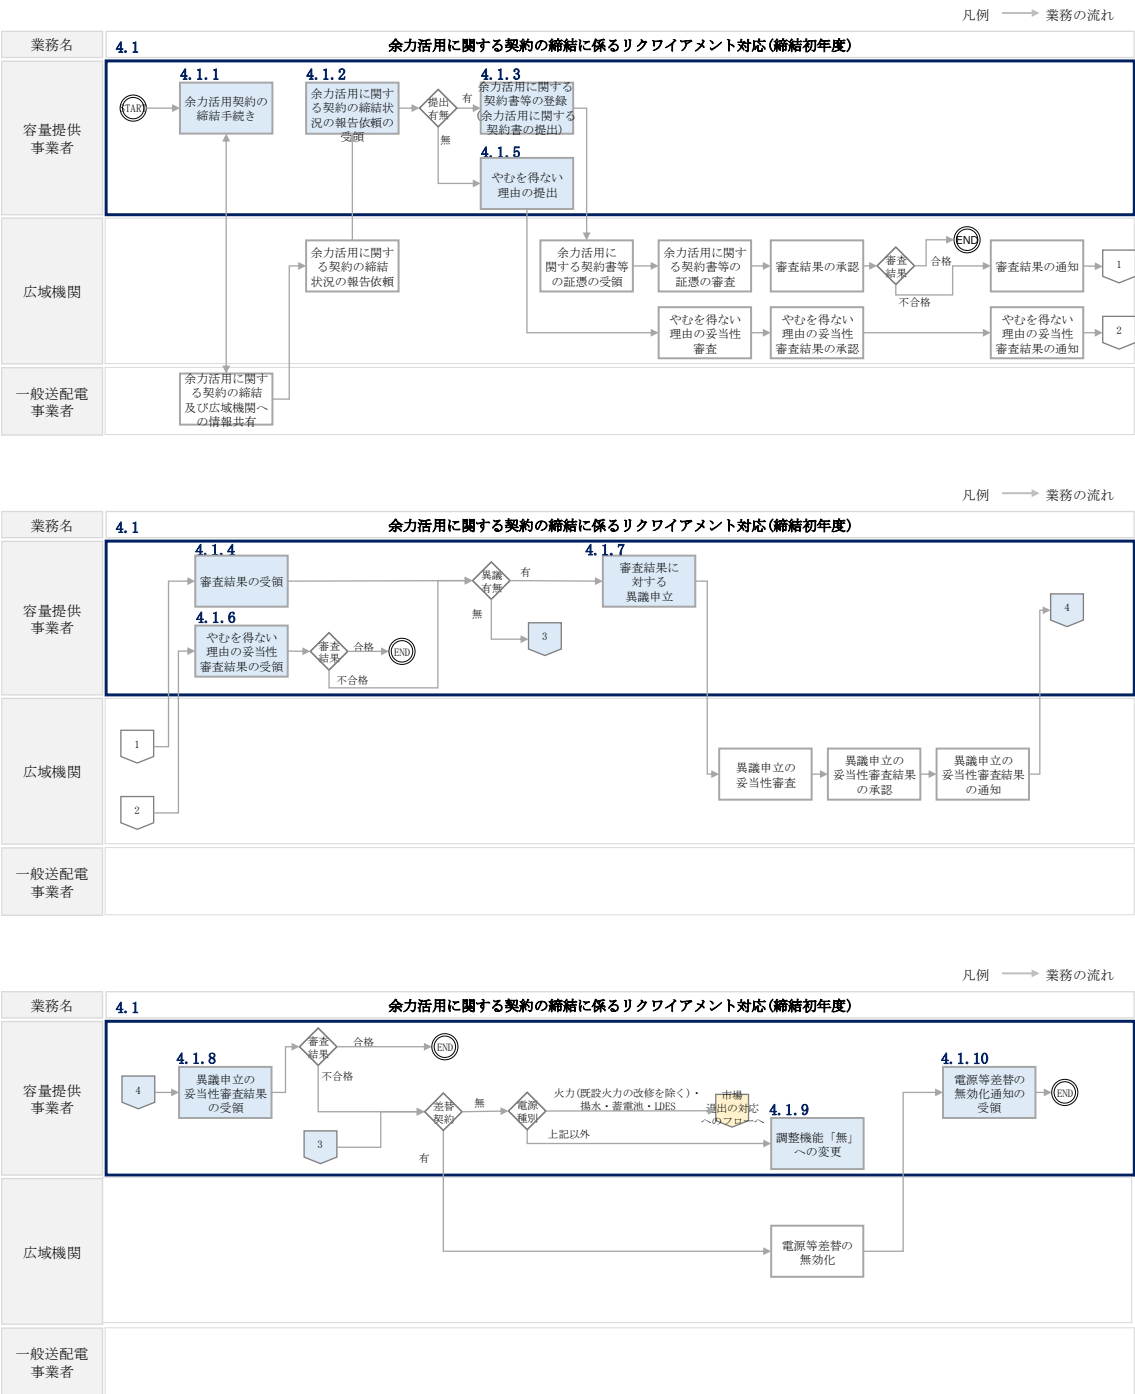 凡例 業務の流れ
業務名
4.1 余力活用に関する契約の締結に係るリクワイアメント対応(締結初年度)
容量提供
事業者
START
4.1.1
余力活用契約の
締結手続き
4.1.2
余力活用に関す
る契約の締結状
況の報告依頼の
受領
提出
有無
有
無
4.1.3
余力活用に関する
契約書等の登録
(余力活用に関する
契約書の提出)
4.1.5
やむを得ない
理由の提出
広域機関
余力活用に関す
る契約の締結
状況の報告依頼
余力活用に
関する契約書等
の証憑の受領
余力活用に関す
る契約書等の
証憑の審査
審査結果の承認
審査
結果
合格
END
不合格
審査結果の通知
1
やむを得ない
理由の妥当性
審査
やむを得ない
理由の妥当性
審査結果の承認
やむを得ない
理由の妥当性
審査結果の通知
2
一般送配電
事業者
余力活用に関す
る契約の締結
及び広域機関へ
の情報共有
凡例 業務の流れ
業務名
4.1 余力活用に関する契約の締結に係るリクワイアメント対応(締結初年度)
容量提供
事業者
4.1.4
審査結果の受領
4.1.6
やむを得ない
理由の妥当性
審査結果の受領
審査
結果
合格
END
不合格
異議
有無
有
無
3
4.1.7
審査結果に
対する
異議申立
4
広域機関
1
2
異議申立の
妥当性審査
異議申立の
妥当性審査結果
の承認
異議申立の
妥当性審査結果
の通知
一般送配電
事業者
凡例 業務の流れ
業務名
4.1 余力活用に関する契約の締結に係るリクワイアメント対応(締結初年度)
容量提供
事業者
4
4.1.8
異議申立の
妥当性審査結果
の受領
審査
結果
合格
END
不合格
3
差替
契約
無
有
電源
種別
火力(既設火力の改修を除く)・
揚水・蓄電池・LDES
上記以外
市場
退出の対応
へのフローへ
4.1.9
調整機能「無」
への変更
4.1.10
電源等差替の
無効化通知の
受領
END
広域機関
電源等差替の
無効化
一般送配電
事業者